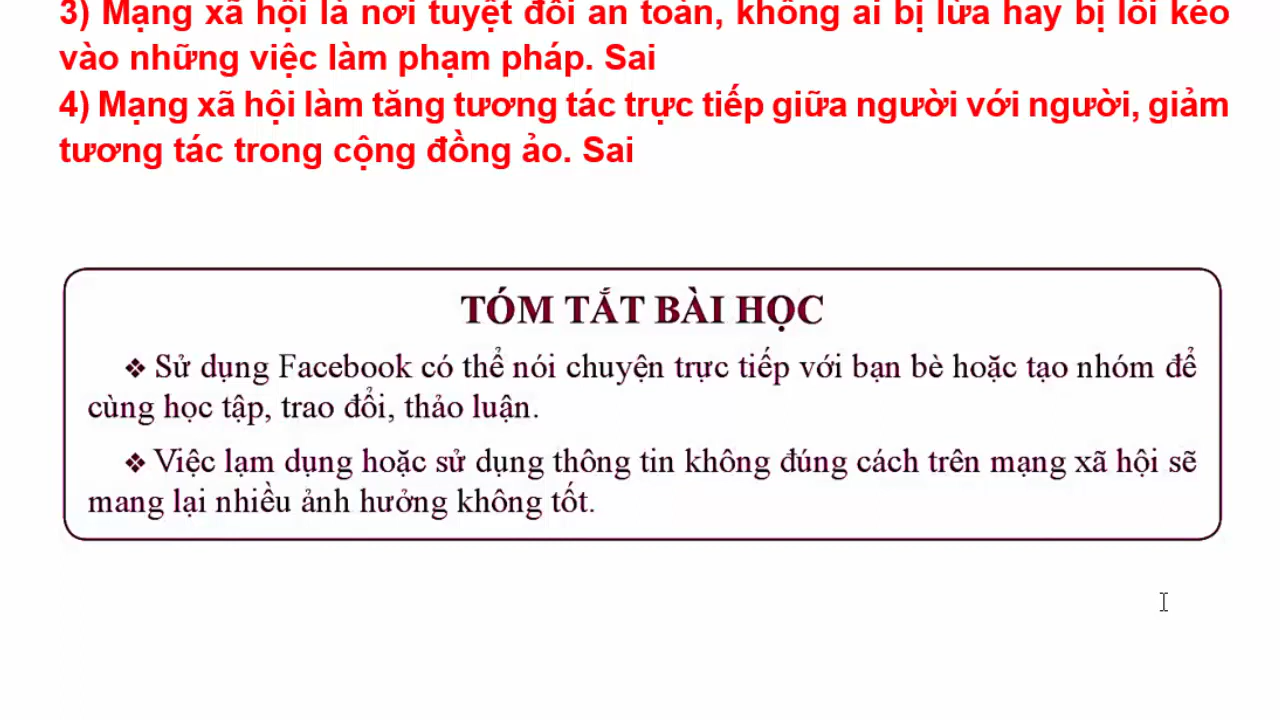 3) Mạng xã hội là nơi tuyệt đối an toàn, không ai bị lừa hay bị lôi kéo
vào những việc làm phạm pháp. Sai
4) Mạng xã hội làm tăng tương tác trực tiếp giữa người với người, giảm
tương tác trong cộng đồng ảo. Sai
TÓM TẮT BÀI HỌC
❖ Sử dụng Facebook có thể nói chuyện trực tiếp với bạn bè hoặc tạo nhóm để
cùng học tập, trao đổi, thảo luận.
❖ Việc lạm dụng hoặc sử dụng thông tin không đúng cách trên mạng xã hội sẽ
mang lại nhiều ảnh hưởng không tốt.